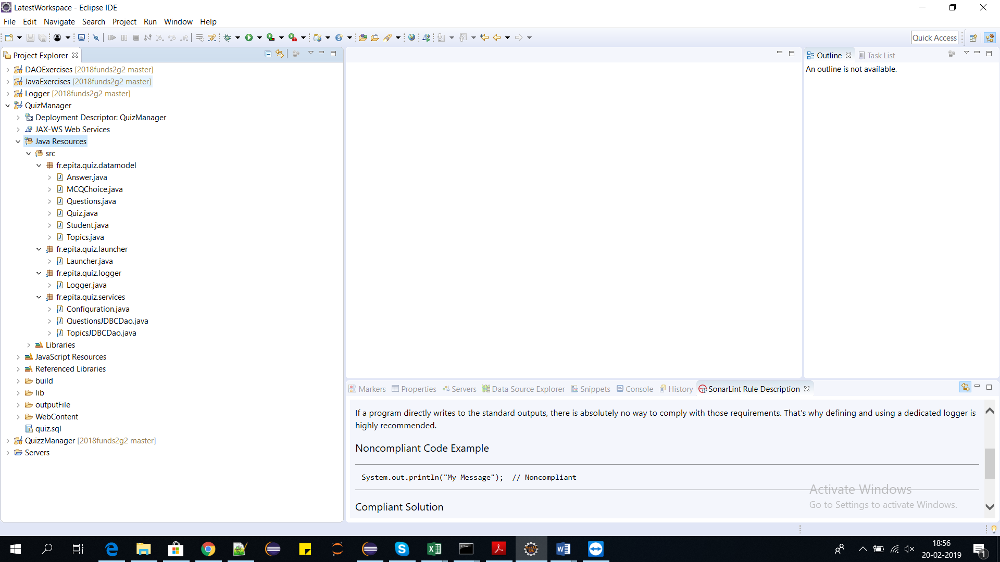 LatestWorkspace - Eclipse IDE
File Edit Navigate Search Project Run Window Help
Quick Access
Project Explorer
DAOExercises [2018funds2g2 master]
JavaExercises [2018funds2g2 master]
Logger [2018funds2g2 master]
QuizManager
Deployment Descriptor: QuizManager
JAX-WS Web Services
Java Resources
src
fr.epita.quiz.datamodel
Answer.java
MCQChoice.java
Questions.java
Quiz.java
Student.java
Topics.java
fr.epita.quiz.launcher
Launcher.java
fr.epita.quiz.logger
Logger.java
fr.epita.quiz.services
Configuration.java
QuestionsJDBCDao.java
TopicsJDBCDao.java
Libraries
JavaScript Resources
Referenced Libraries
build
lib
outputFile
WebContent
quiz.sql
QuizzManager [2018funds2g2 master]
Servers
Outline Task List
An outline is not available.
Markers Properties Servers Data Source Explorer Snippets Console History SonarLint Rule Description
If a program directly writes to the standard outputs, there is absolutely no way to comply with those requirements. That's why defining and using a dedicated logger is
highly recommended.
Noncompliant Code Example
System.out.println("My Message");  // Noncompliant
Compliant Solution
Activate Windows
Go to Settings to activate Windows.
18:56
20-02-2019
1